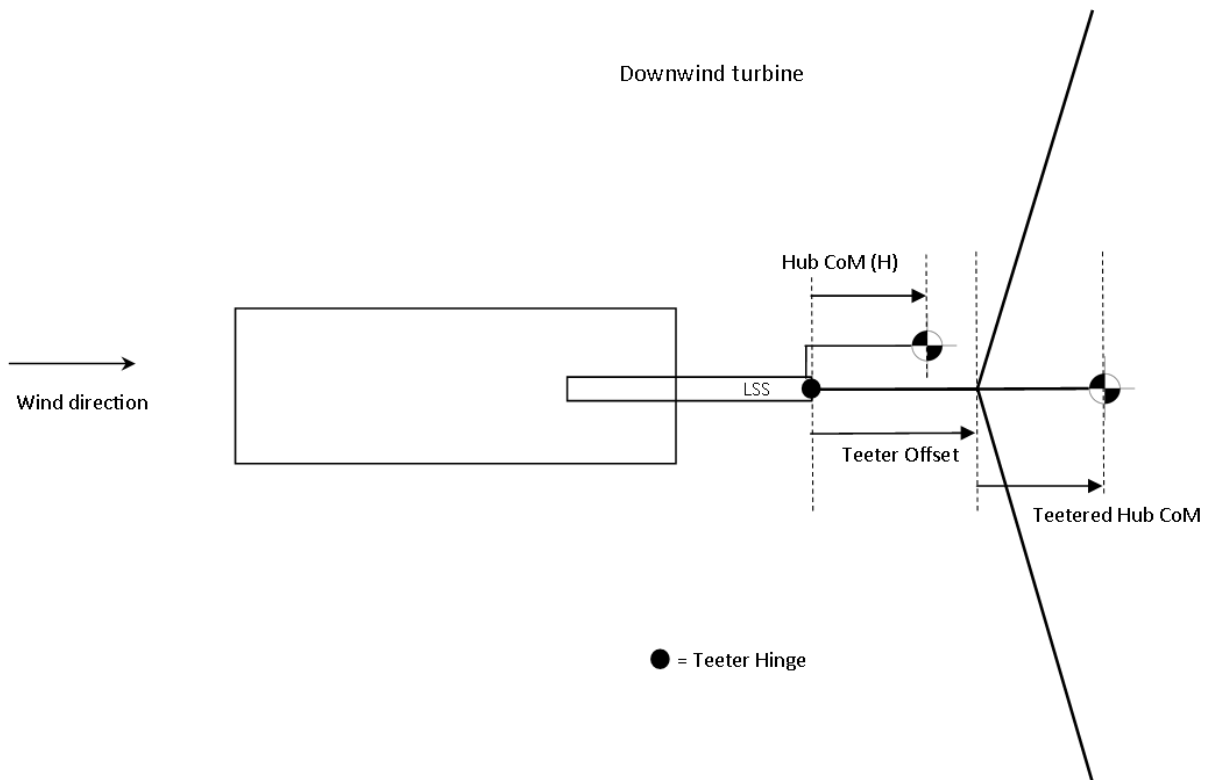 Downwind turbine
Hub CoM (H)
LSS
Wind direction
Teeter Offset
Teetered Hub CoM
= Teeter Hinge